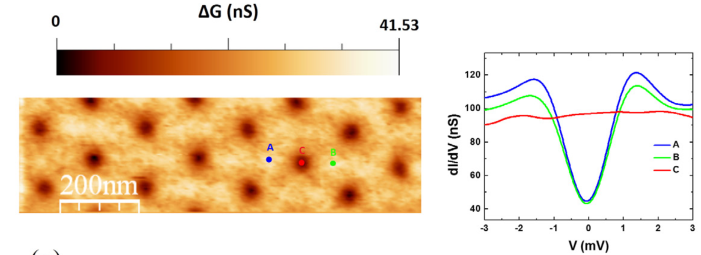 ΔG (nS)
0
41.53
A
C
B
200nm
dI/dV (nS)
120
100
80
60
40
A
B
C
-3
-2
-1
0
1
2
3
V (mV)